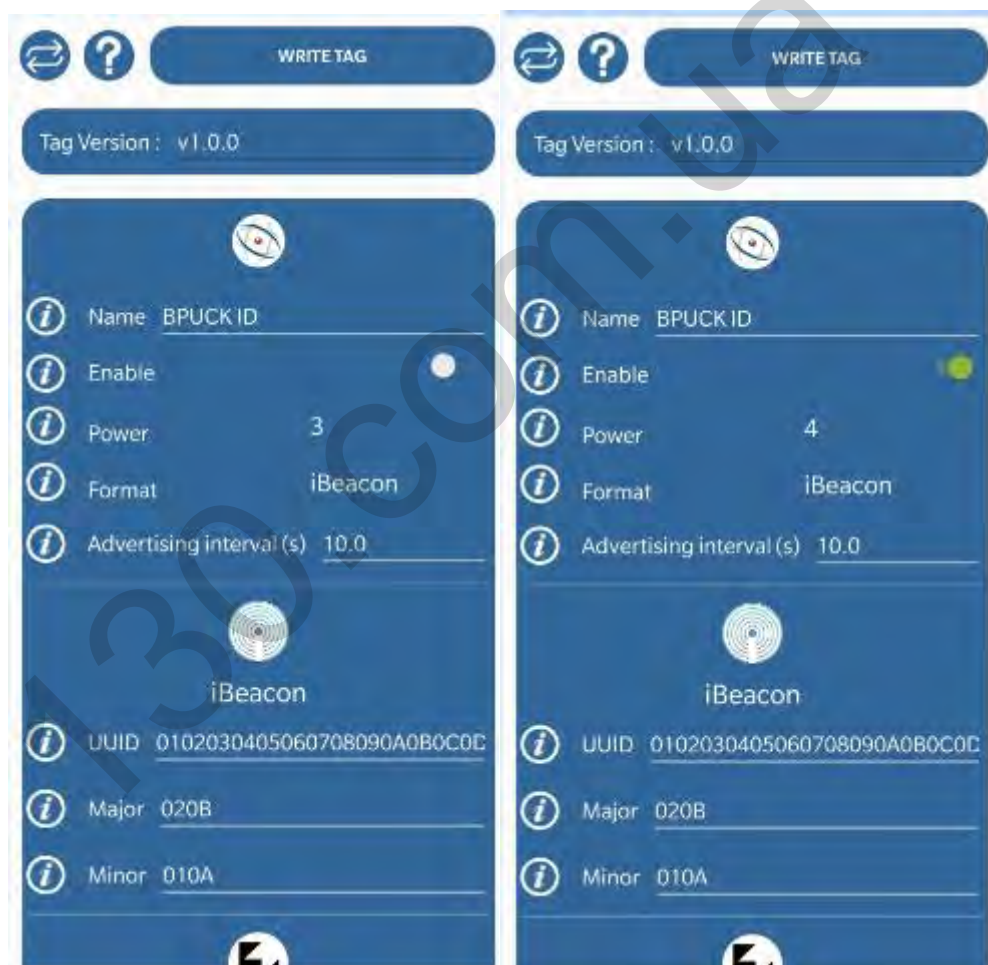 WRITE TAG
Tag Version : v1.0.0
Name BPUCK ID
Enable
Power 3
Format iBeacon
Advertising interval (s) 10.0
iBeacon
UUID 0102030405060708090A0B0C0D
Major 020B
Minor 010A
WRITE TAG
Tag Version : v1.0.0
Name BPUCK ID
Enable
Power 4
Format iBeacon
Advertising interval (s) 10.0
iBeacon
UUID 0102030405060708090A0B0C0D
Major 020B
Minor 010A
130.com.ua